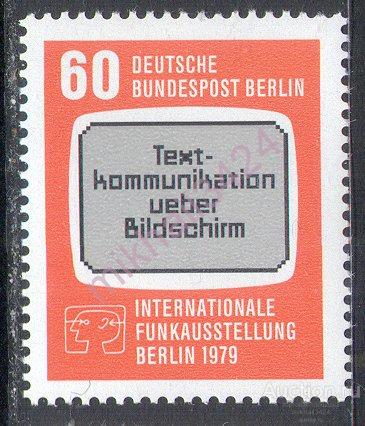 60 DEUTSCHE
BUNDESPOST BERLIN
Text-
kommunikation
ueber
Bildschirm
INTERNATIONALE
FUNKAUSSTELLUNG
BERLIN 1979